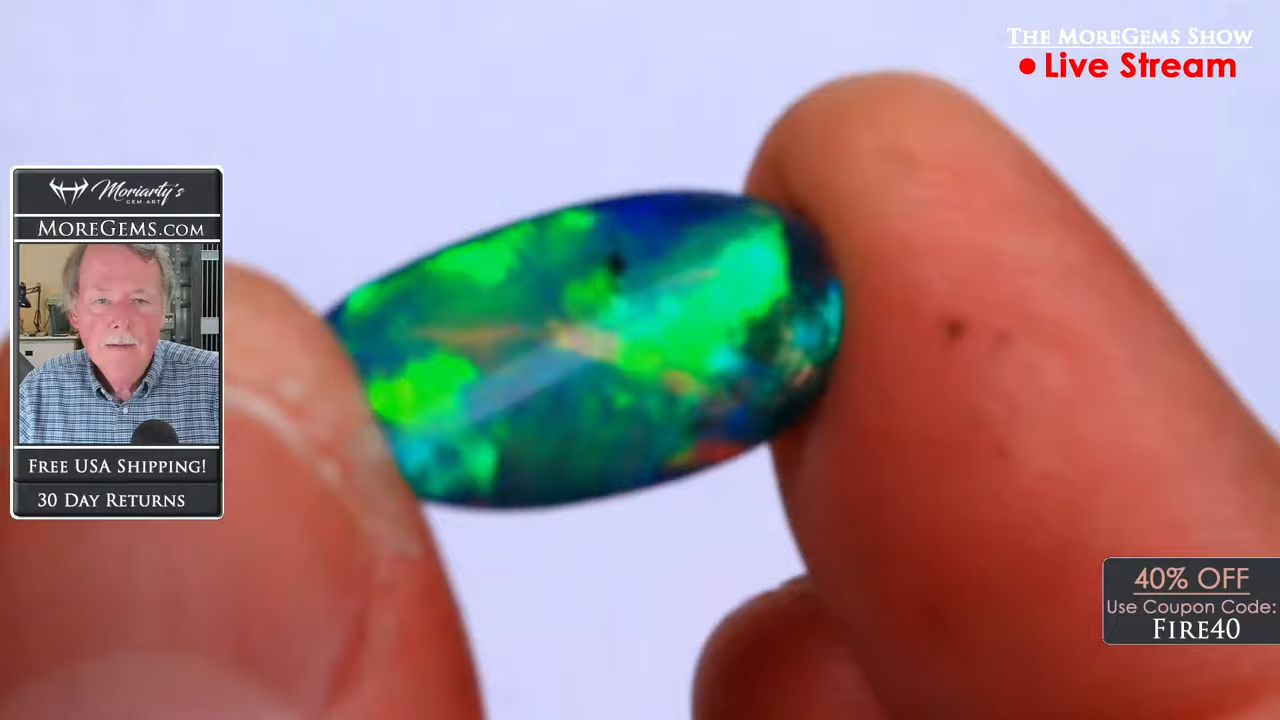 The MoreGems Show
Live Stream
Moriarty's
GEM ART
MoreGems.com
Free USA Shipping!
30 Day Returns
40% OFF
Use Coupon Code:
Fire40